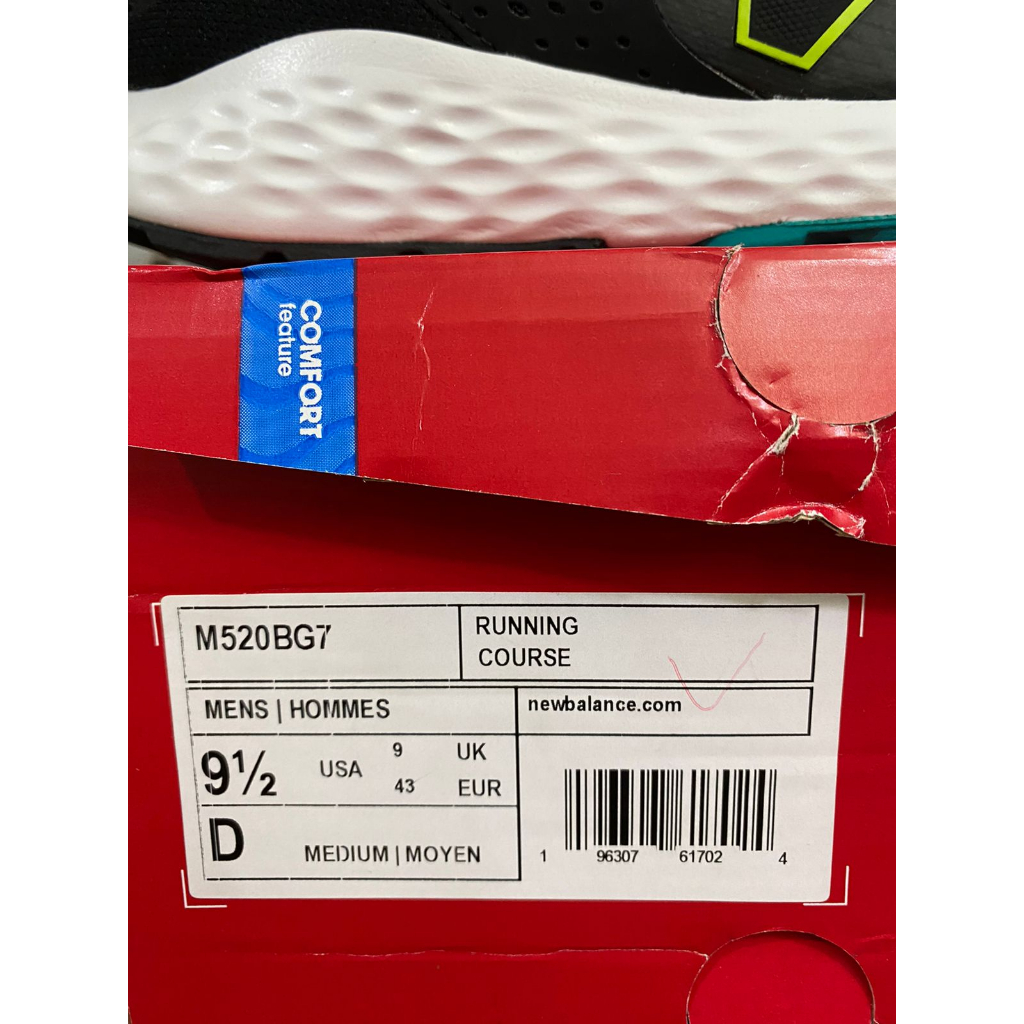 COMFORT
feature
M520BG7
RUNNING
COURSE
MENS | HOMMES
newbalance.com
9½ USA 9 UK
43 EUR
D MEDIUM | MOYEN
1 96307 61702 4